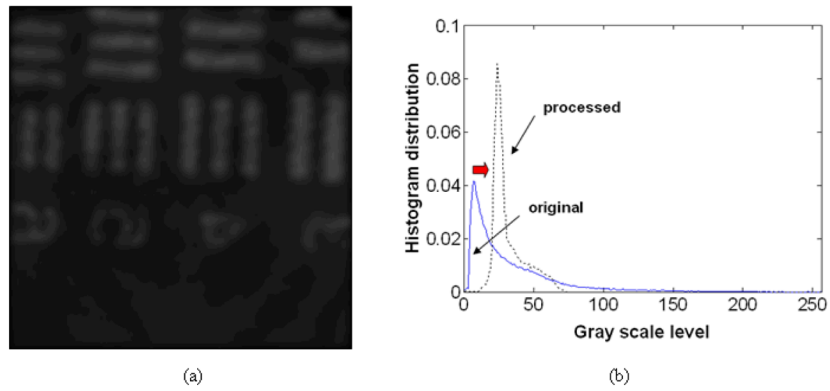 0.1
0.08
0.06
0.04
0.02
0
Histogram distribution
processed
original
0 50 100 150 200 250
Gray scale level
(a) (b)